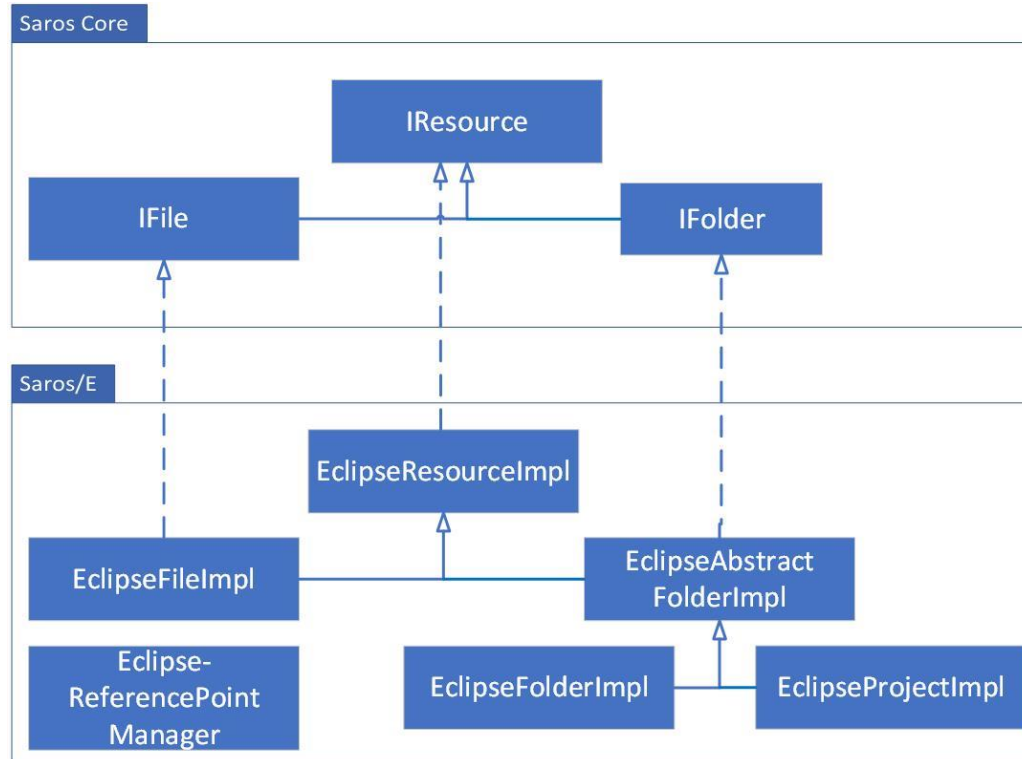 Saros Core
IResource
IFile
IFolder
Saros/E
EclipseResourceImpl
EclipseFileImpl
EclipseAbstract
FolderImpl
Eclipse-
ReferencePoint
Manager
EclipseFolderImpl
EclipseProjectImpl